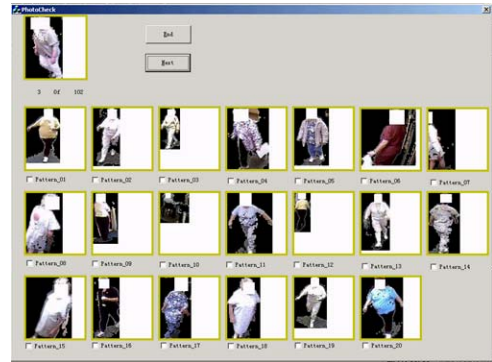 PhotoCheck
End
Next
3 Of 102
Pattern_01 Pattern_02 Pattern_03 Pattern_04 Pattern_05 Pattern_06 Pattern_07
Pattern_08 Pattern_09 Pattern_10 Pattern_11 Pattern_12 Pattern_13 Pattern_14
Pattern_15 Pattern_16 Pattern_17 Pattern_18 Pattern_19 Pattern_20